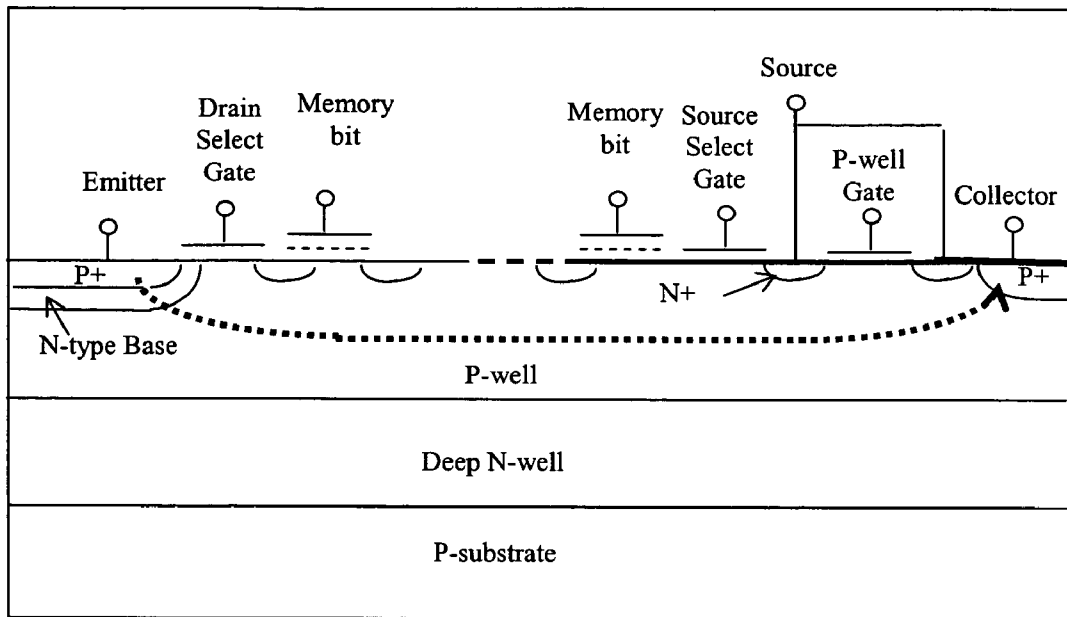 Source
Drain
Select
Gate
Memory
bit
Memory
bit
Source
Select
Gate
P-well
Gate
Emitter
Collector
P+
P+
N+
N-type Base
P-well
Deep N-well
P-substrate